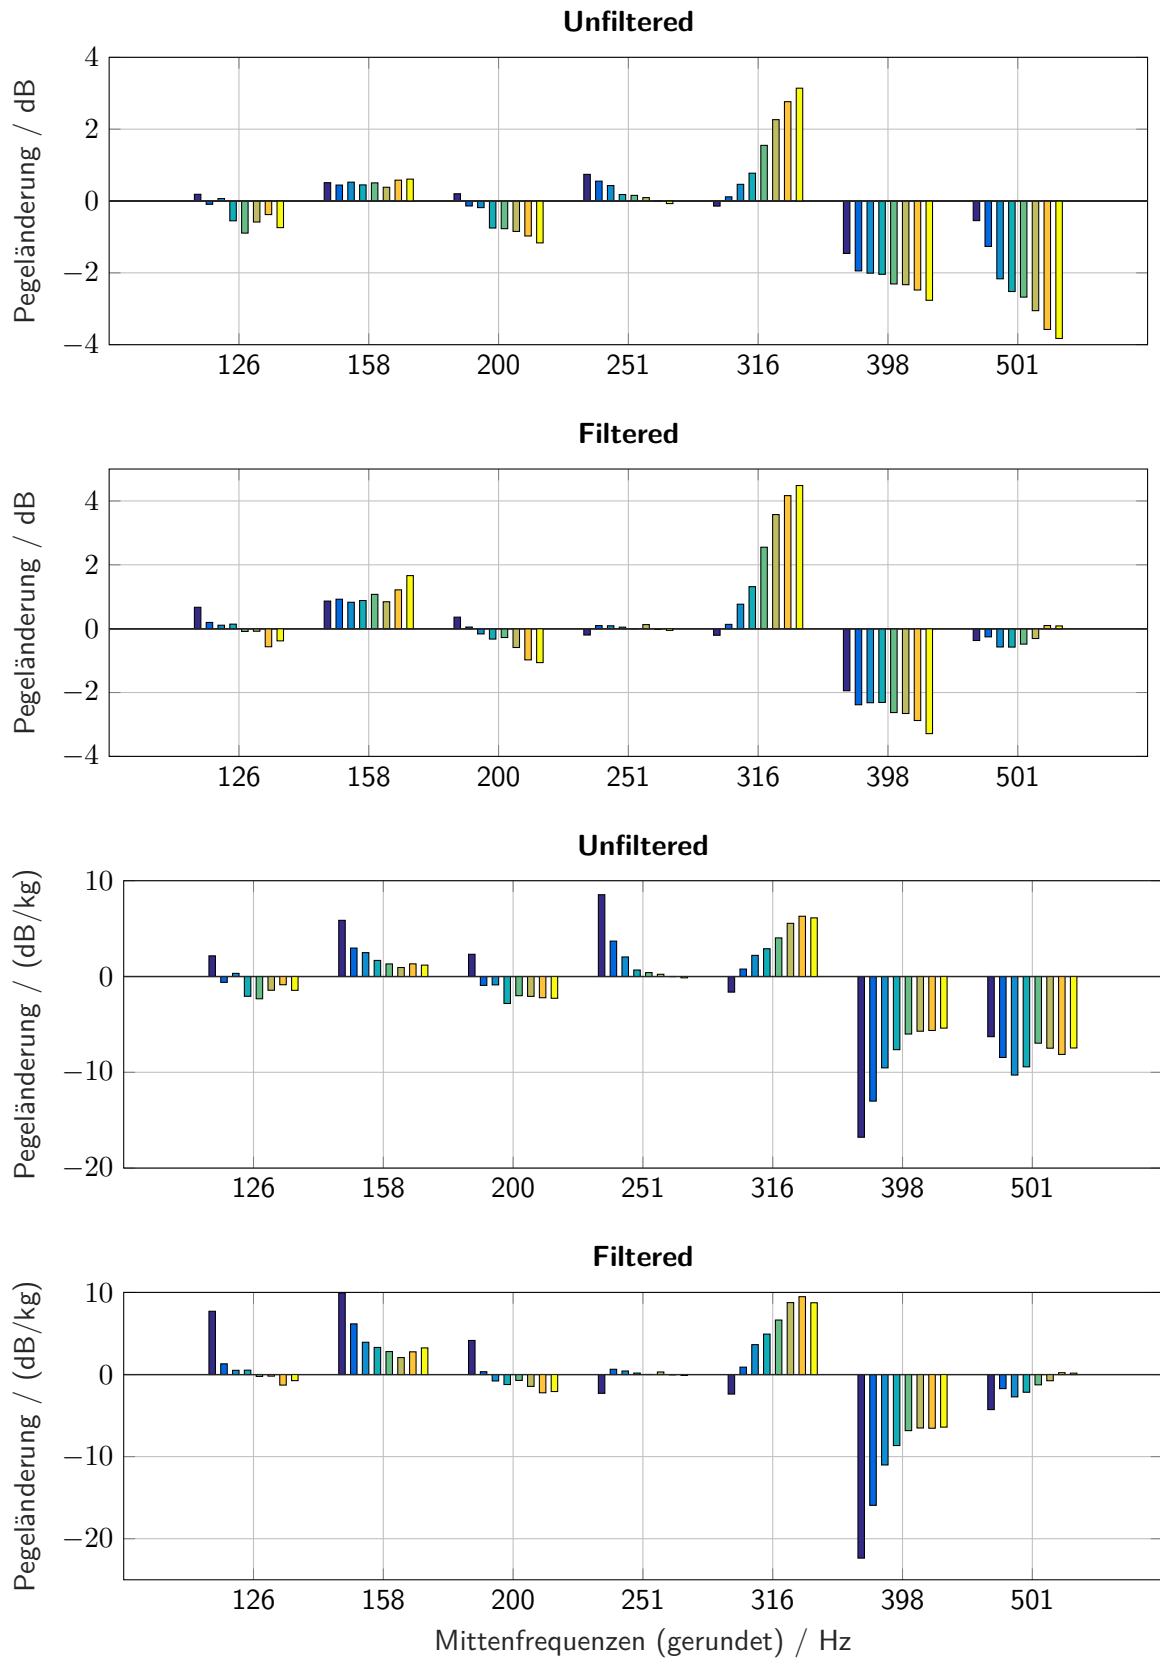 Unfiltered
Pegeländerung / dB
4
2
0
−2
−4
126 158 200 251 316 398 501
Filtered
Pegeländerung / dB
4
2
0
−2
−4
126 158 200 251 316 398 501
Unfiltered
Pegeländerung / (dB/kg)
10
0
−10
−20
126 158 200 251 316 398 501
Filtered
Pegeländerung / (dB/kg)
10
0
−10
−20
126 158 200 251 316 398 501
Mittenfrequenzen (gerundet) / Hz